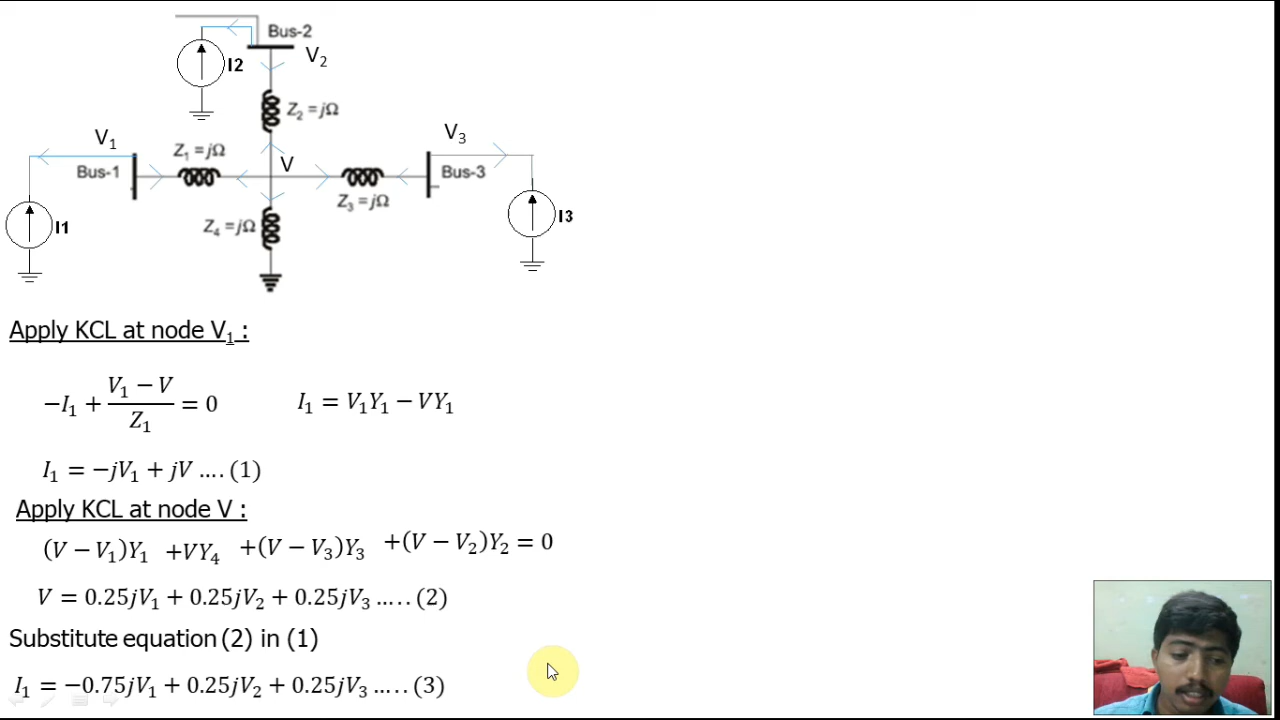 Bus-2
V2
I2
Z2 = jΩ
V1
Z1 = jΩ
V
V3
Bus-1
Bus-3
Z3 = jΩ
I1
Z4 = jΩ
I3
Apply KCL at node V1 :
−I1 + (V1 − V)/Z1 = 0 I1 = V1Y1 − VY1
I1 = −jV1 + jV .... (1)
Apply KCL at node V :
(V − V1)Y1 +VY4 +(V − V3)Y3 +(V − V2)Y2 = 0
V = 0.25jV1 + 0.25jV2 + 0.25jV3 ..... (2)
Substitute equation (2) in (1)
I1 = −0.75jV1 + 0.25jV2 + 0.25jV3 ..... (3)